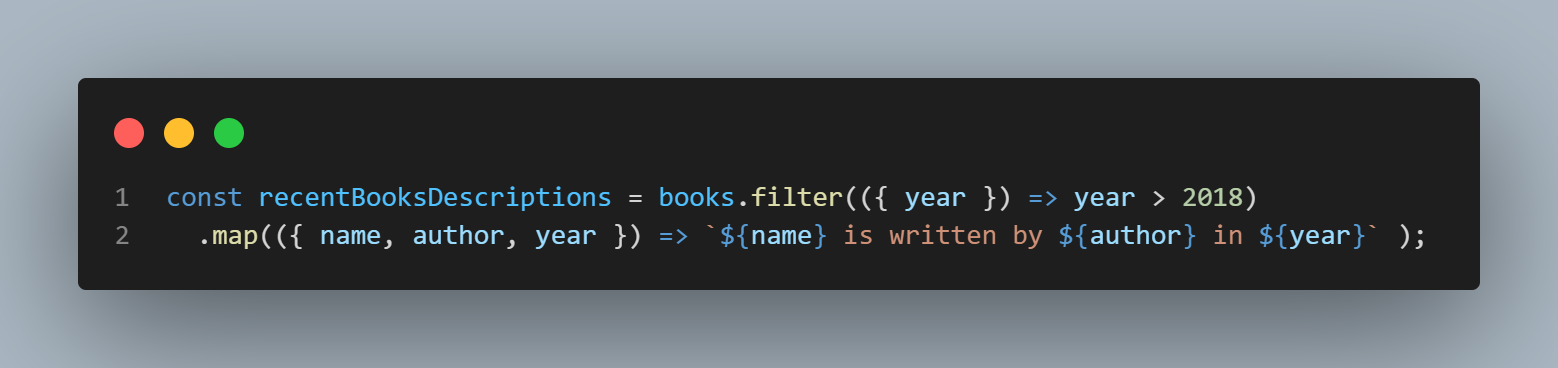 1 const recentBooksDescriptions = books.filter(({ year }) => year > 2018)
2 .map(({ name, author, year }) => `${name} is written by ${author} in ${year}` );